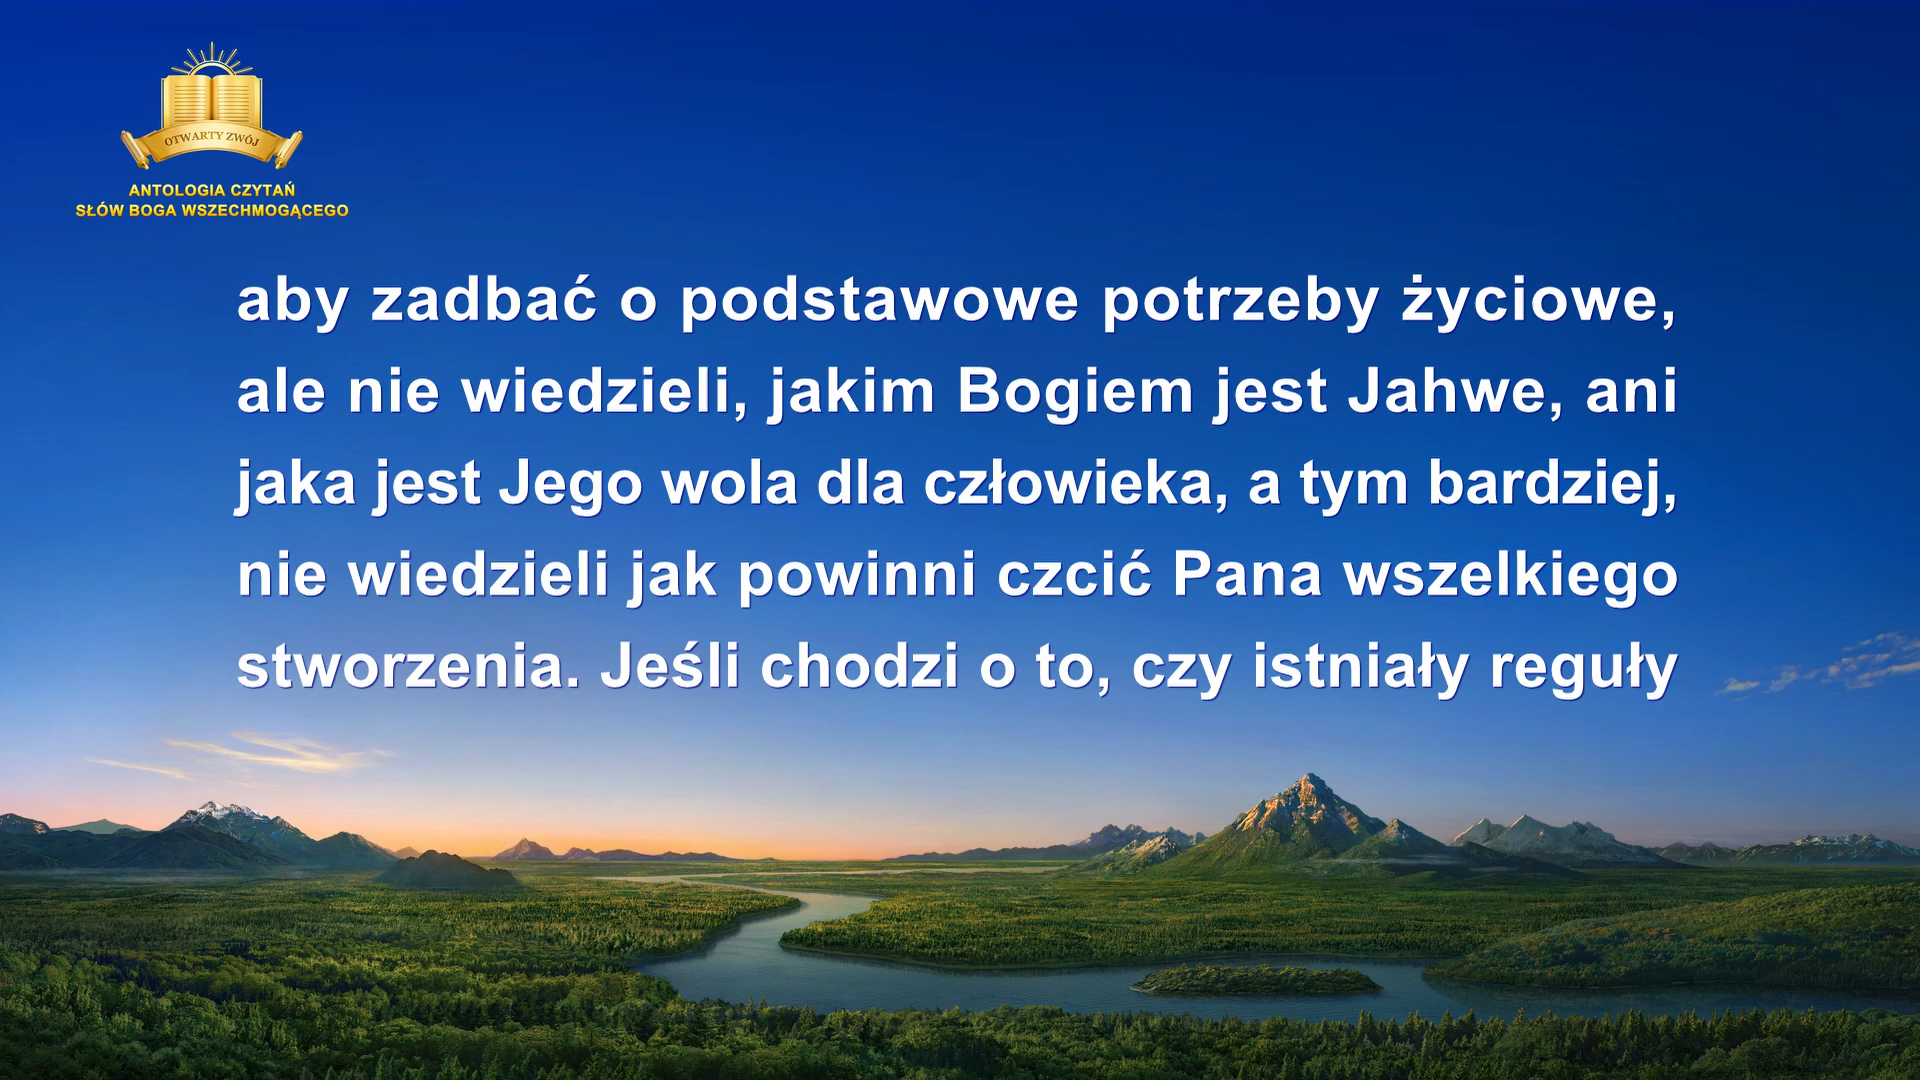 OTWARTY ZWÓJ
ANTOLOGIA CZYTAŃ
SŁÓW BOGA WSZECHMOGĄCEGO
aby zadbać o podstawowe potrzeby życiowe,
ale nie wiedzieli, jakim Bogiem jest Jahwe, ani
jaka jest Jego wola dla człowieka, a tym bardziej,
nie wiedzieli jak powinni czcić Pana wszelkiego
stworzenia. Jeśli chodzi o to, czy istniały reguły